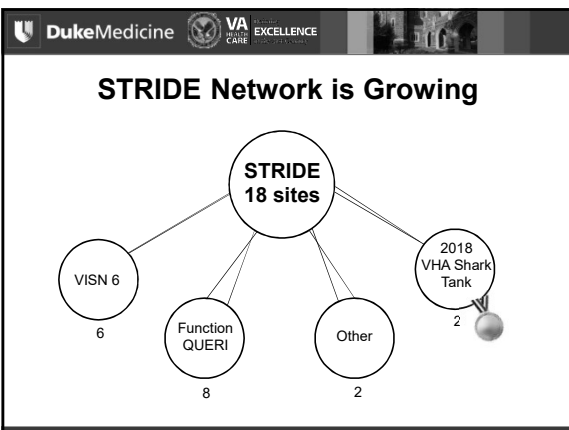 DukeMedicine
VA
HEALTH
CARE
EXCELLENCE
STRIDE Network is Growing
STRIDE
18 sites
VISN 6
6
Function
QUERI
8
Other
2
2018
VHA Shark
Tank
2